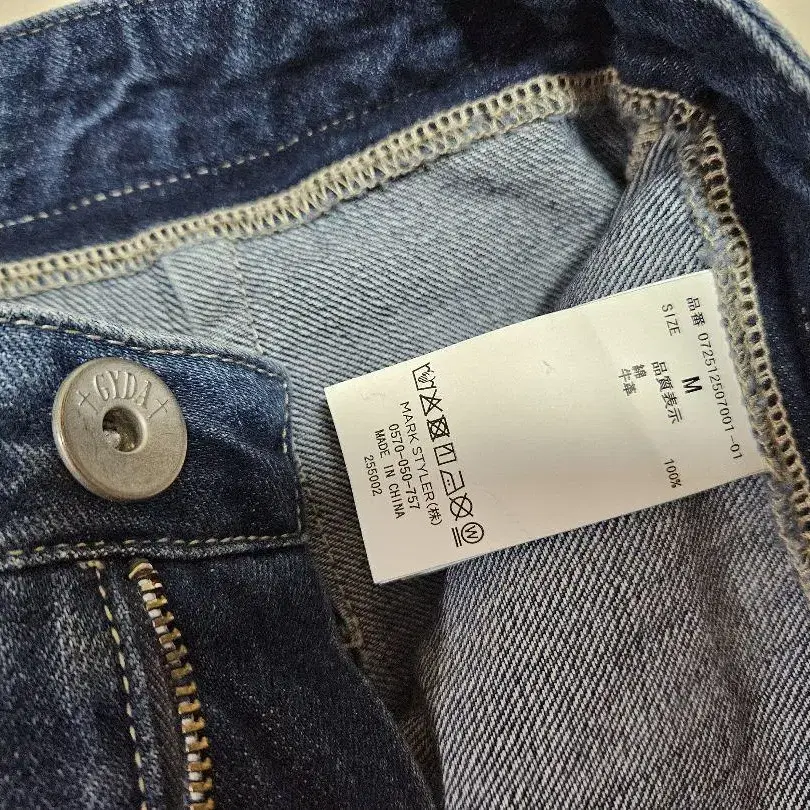 †GYDA†
品番 072512507001-01
SIZE M
品質表示
綿 100%
牛革
MARK STYLER(株)
0570-050-757
MADE IN CHINA
255002